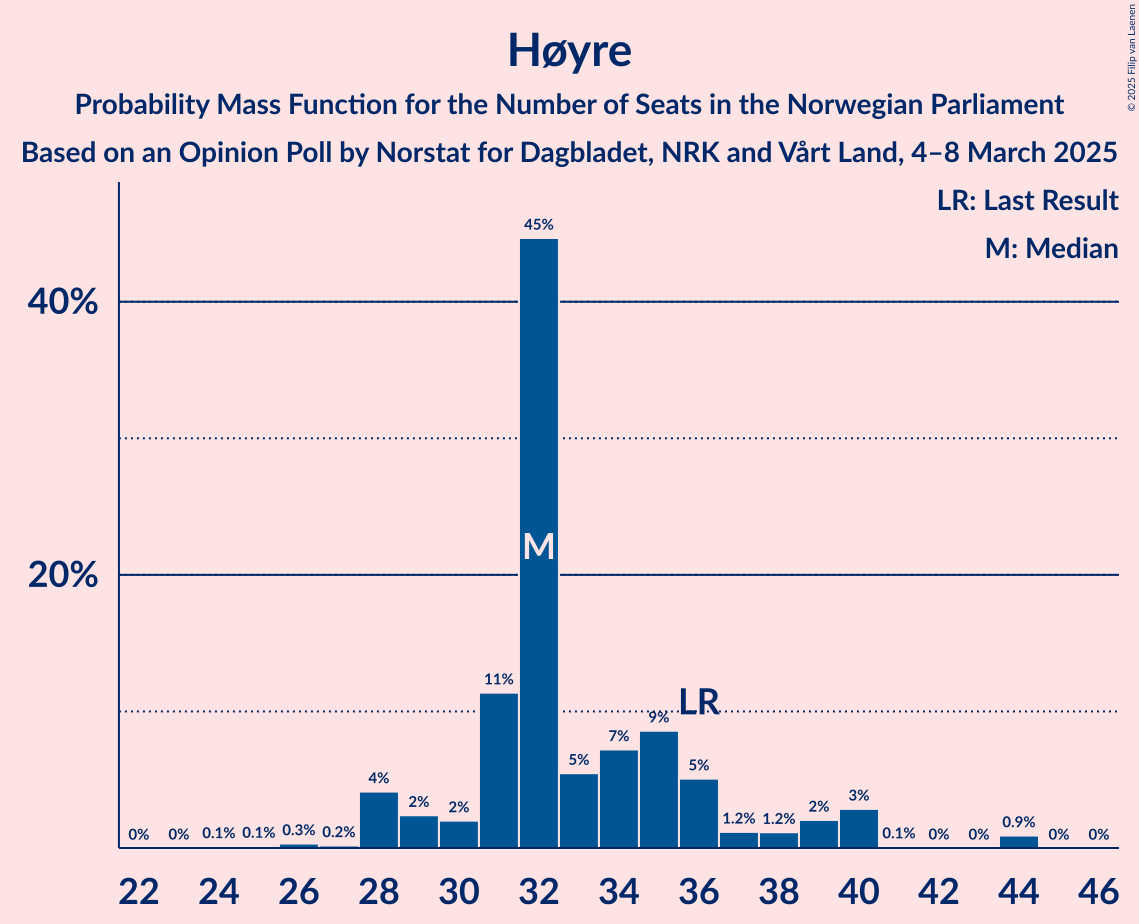 Høyre
Probability Mass Function for the Number of Seats in the Norwegian Parliament
Based on an Opinion Poll by Norstat for Dagbladet, NRK and Vårt Land, 4–8 March 2025
© 2025 Filip van Laenen
LR: Last Result
M: Median
40%
20%
0% 0% 0.1% 0.1% 0.3% 0.2% 4% 2% 2% 11% 45% 5% 7% 9% 5% 1.2% 1.2% 2% 3% 0.1% 0% 0% 0.9% 0% 0%
M
LR
22 24 26 28 30 32 34 36 38 40 42 44 46